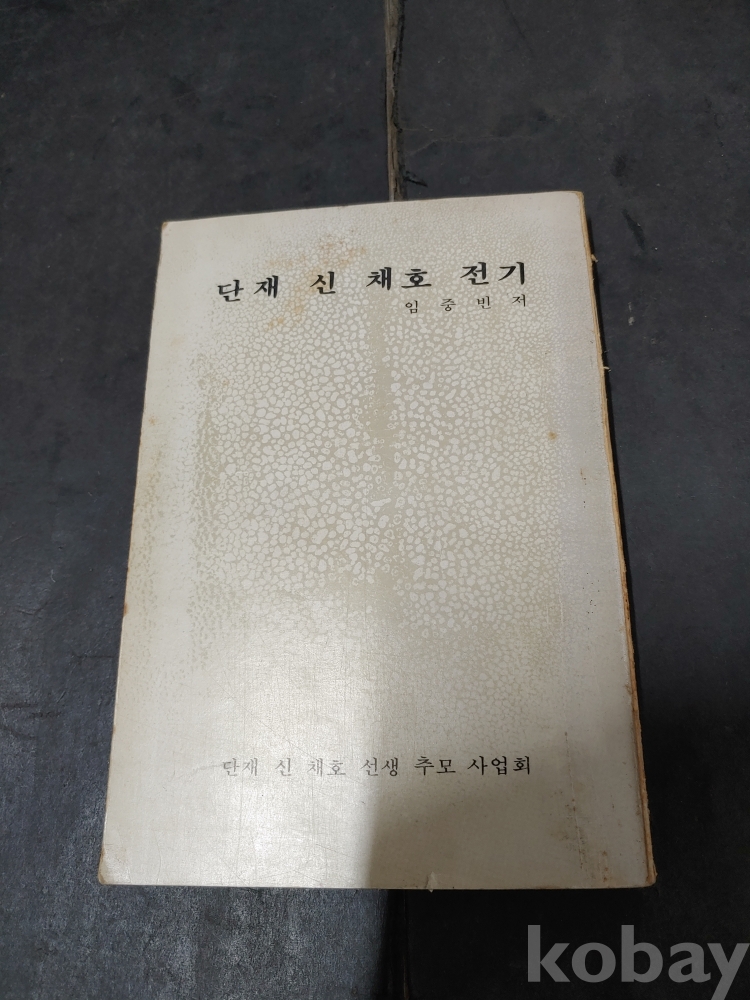 단재 신 채호 전기
임중빈 저
단재 신 채호 선생 추모 사업회
kobay